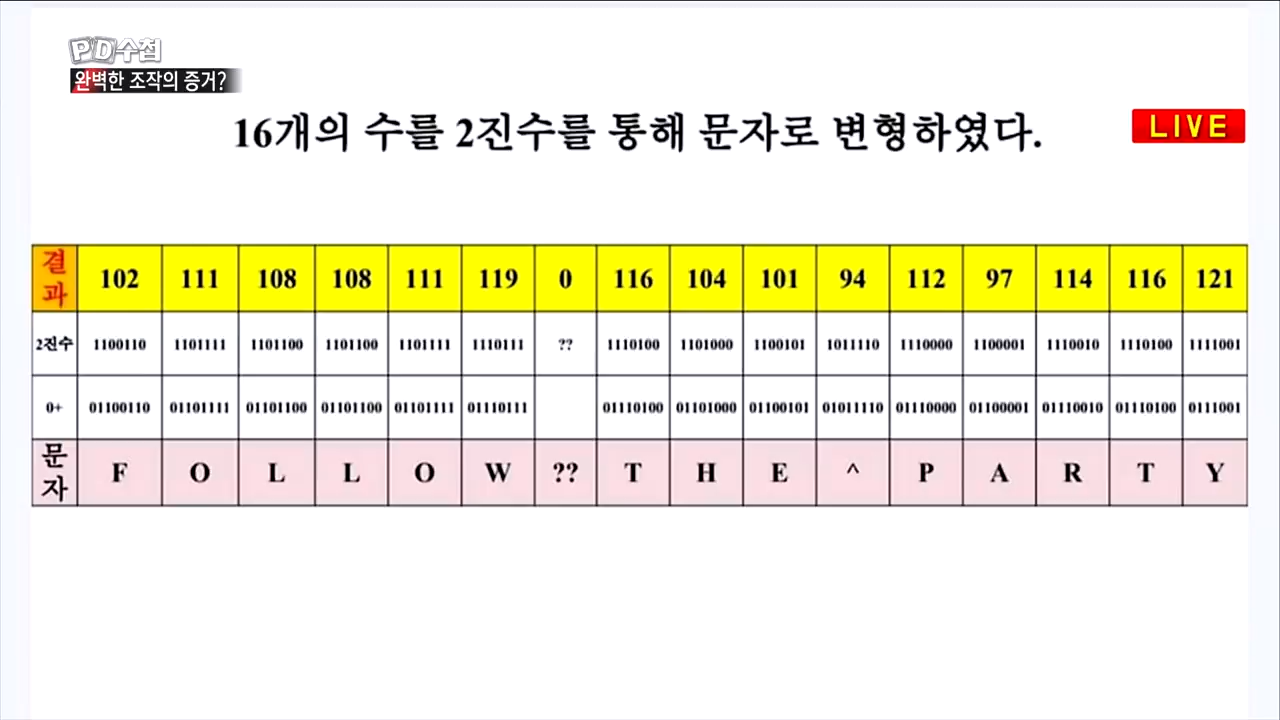 PD수첩
완벽한 조작의 증거?
16개의 수를 2진수를 통해 문자로 변형하였다.
LIVE
결과 102 111 108 108 111 119 0 116 104 101 94 112 97 114 116 121
2진수 1100110 1101111 1101100 1101100 1101111 1110111 ?? 1110100 1101000 1100101 1011110 1110000 1100001 1110010 1110100 1111001
0+ 01100110 01101111 01101100 01101100 01101111 01110111 01110100 01101000 01100101 01011110 01110000 01100001 01110010 01110100 0111001
문자 F O L L O W ?? T H E ^ P A R T Y